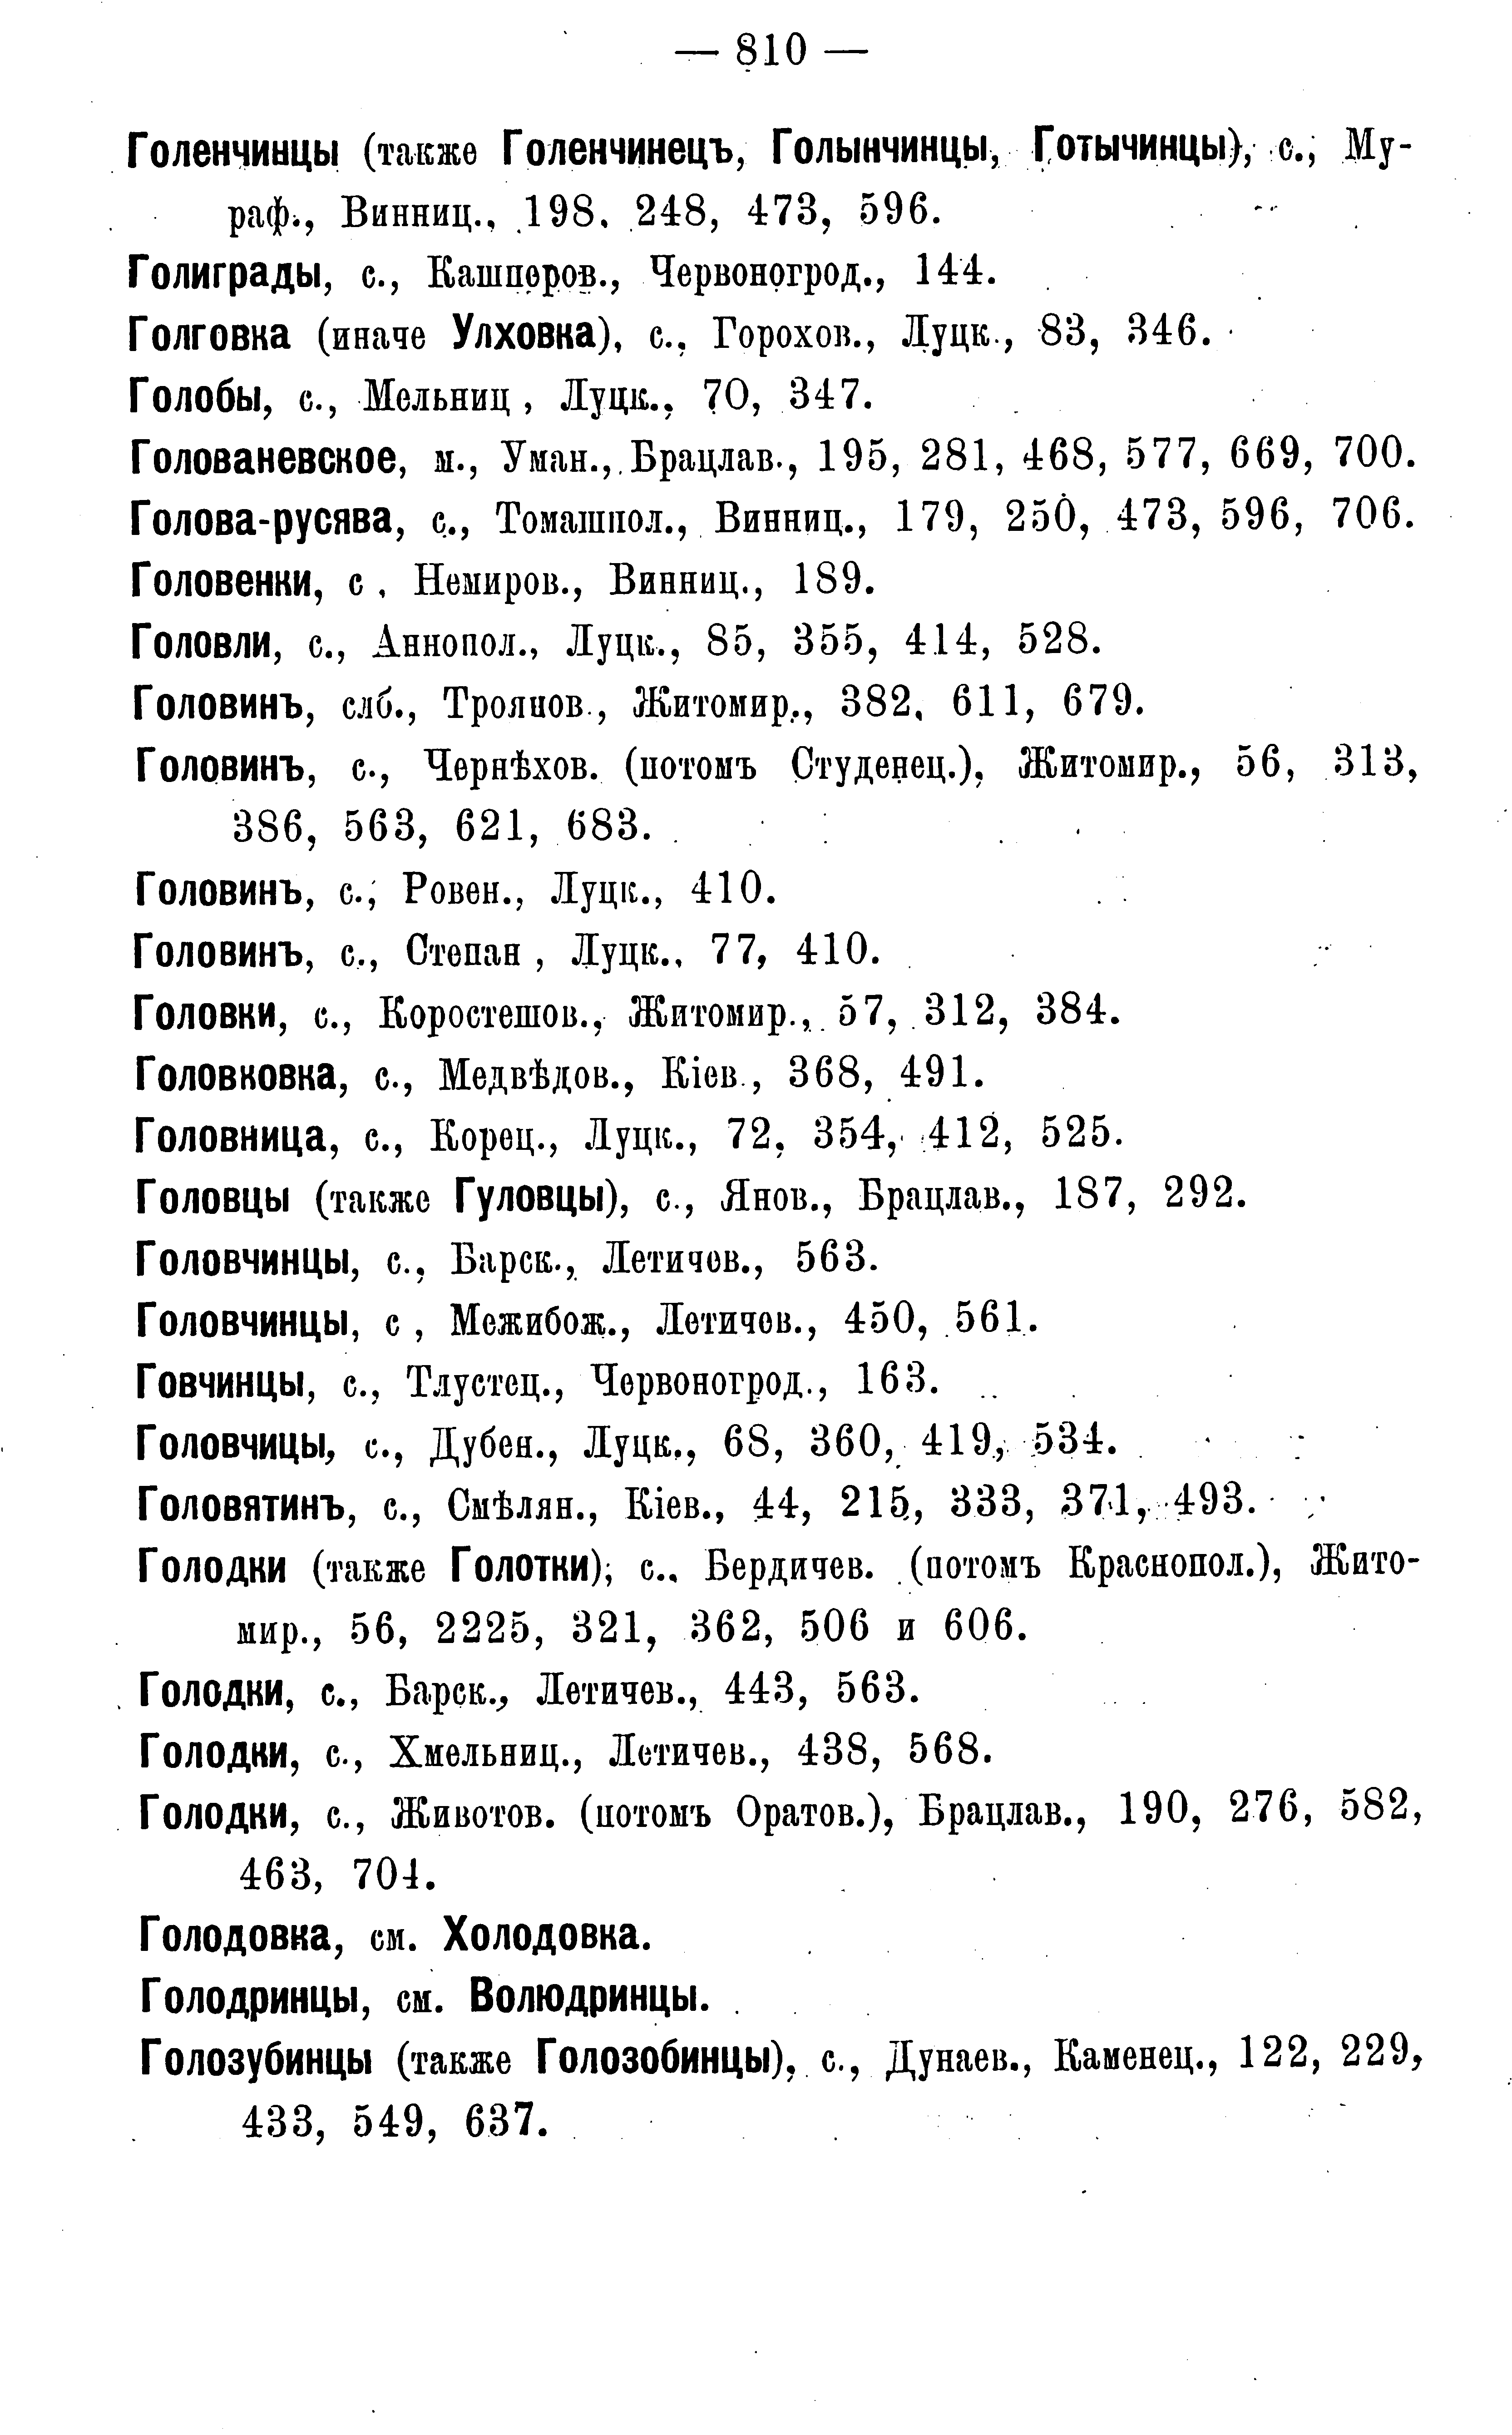 — 810 —
Голенчинцы (также Голенчинецъ, Голынчинцы, Готычинцы), с., Му-
раф., Винниц., 198. 248, 473, 596.
Голиграды, с., Кашперов., Червоногрод., 144.
Голговка (иначе Улховка), с., Горохов., Луцк., 83, 346.
Голобы, с., Мельниц , Луцк., 70, 347.
Голованевское, м., Уман., Брацлав., 195, 281, 468, 577, 669, 700.
Голова-русява, с., Томашпол., Винниц., 179, 250, 473, 596, 706.
Головенки, с , Немиров., Винниц., 189.
Головли, с., Аннопол., Луцк., 85, 355, 414, 528.
Головинъ, слб., Троянов., Житомир., 382, 611, 679.
Головинъ, с., Чернѣхов. (потомъ Студенец.), Житомир., 56, 313,
386, 563, 621, 683.
Головинъ, с., Ровен., Луцк., 410.
Головинъ, с., Степан , Луцк., 77, 410.
Головки, с., Коростешов., Житомир., 57, 312, 384.
Головковка, с., Медвѣдов., Кіев., 368, 491.
Головница, с., Корец., Луцк., 72, 354, 412, 525.
Головцы (также Гуловцы), с., Янов., Брацлав., 187, 292.
Головчинцы, с., Барск., Летичев., 563.
Головчинцы, с , Межибож., Летичев., 450, 561.
Говчинцы, с., Тлустец., Червоногрод., 163.
Головчицы, с., Дубен., Луцк., 68, 360, 419, 534.
Головятинъ, с., Смѣлян., Кіев., 44, 215, 333, 371, 493.
Голодки (также Голотки); с., Бердичев. (потомъ Краснопол.), Жито-
мир., 56, 2225, 321, 362, 506 и 606.
Голодки, с., Барск., Летичев., 443, 563.
Голодки, с., Хмельниц., Летичев., 438, 568.
Голодки, с., Животов. (потомъ Оратов.), Брацлав., 190, 276, 582,
463, 704.
Голодовка, см. Холодовка.
Голодринцы, см. Волюдринцы.
Голозубинцы (также Голозобинцы), с., Дунаев., Каменец., 122, 229,
433, 549, 637.